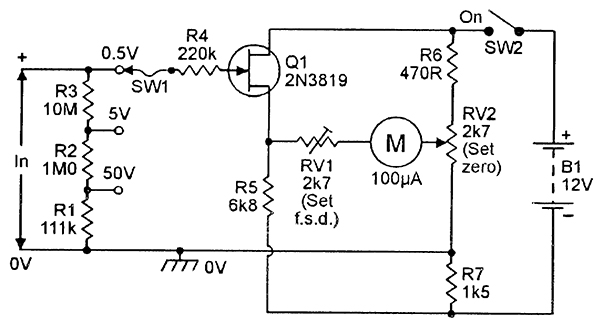 On
SW2
R4
220k
Q1
2N3819
R6
470R
+
0.5V
SW1
R3
10M
5V
RV2
2k7
(Set
zero)
In
R2
1M0
50V
M
100µA
RV1
2k7
(Set
f.s.d.)
+
B1
12V
–
R5
6k8
R1
111k
0V
0V
R7
1k5